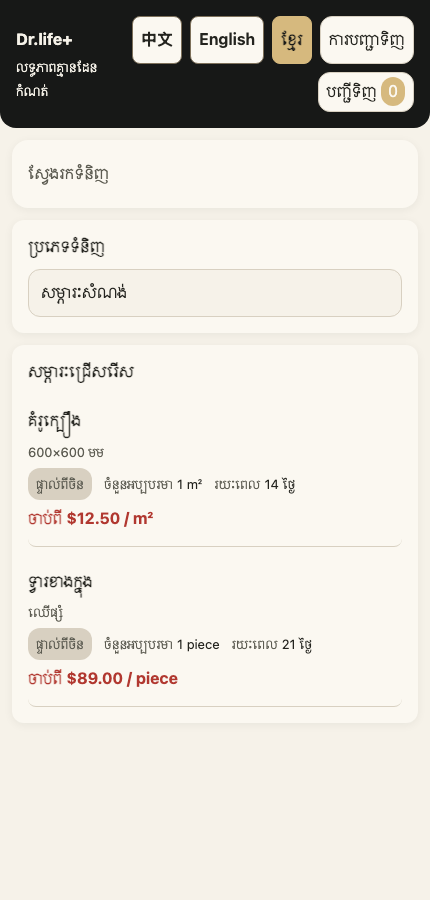 Dr.life+
លទ្ធភាពគ្មានដែន
កំណត់
中文
English
ខ្មែរ
ការបញ្ជាទិញ
បញ្ជីទិញ 0
ស្វែងរកទំនិញ
ប្រភេទទំនិញ
សម្ភារៈសំណង់
សម្ភារៈជ្រើសរើស
គំរូក្បឿង
600×600 មម
ផ្ទាល់ពីចិន ចំនួនអប្បបរមា 1 m² រយៈពេល 14 ថ្ងៃ
ចាប់ពី $12.50 / m²
ទ្វារខាងក្នុង
ឈើផ្សំ
ផ្ទាល់ពីចិន ចំនួនអប្បបរមា 1 piece រយៈពេល 21 ថ្ងៃ
ចាប់ពី $89.00 / piece